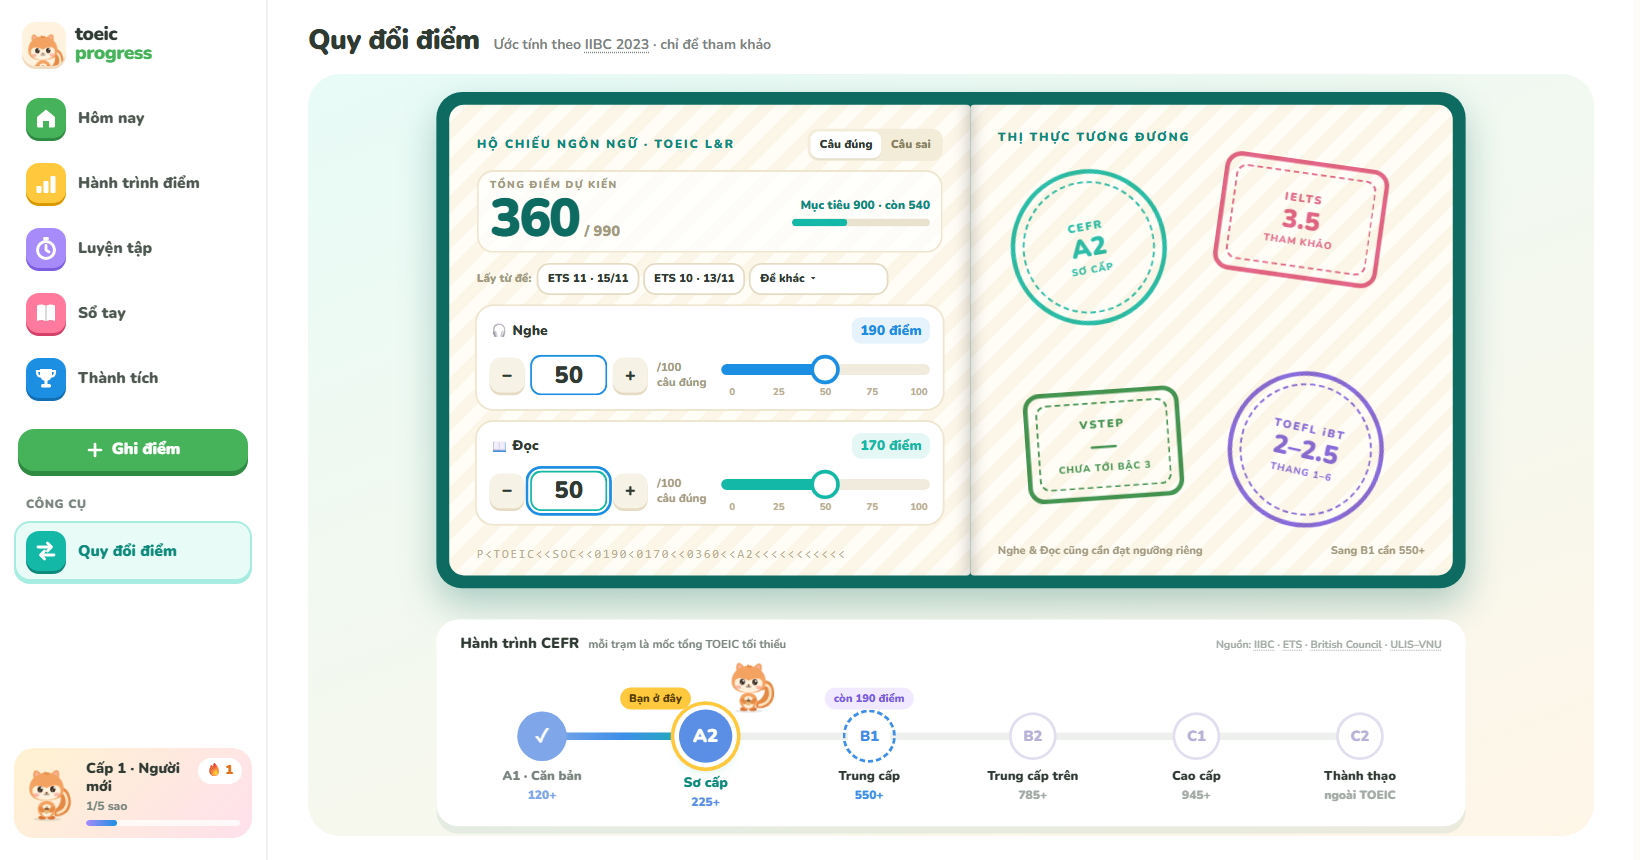 toeic
progress
Hôm nay
Hành trình điểm
Luyện tập
Sổ tay
Thành tích
+ Ghi điểm
CÔNG CỤ
Quy đổi điểm
Cấp 1 · Người mới
🔥 1
1/5 sao
Quy đổi điểm
Ước tính theo IIBC 2023 · chỉ để tham khảo
HỘ CHIẾU NGÔN NGỮ · TOEIC L&R
Câu đúng
Câu sai
TỔNG ĐIỂM DỰ KIẾN
360 / 990
Mục tiêu 900 · còn 540
Lấy từ đề:
ETS 11 · 15/11
ETS 10 · 13/11
Đề khác
Nghe
190 điểm
− 50 +
/100
câu đúng
0 25 50 75 100
Đọc
170 điểm
− 50 +
/100
câu đúng
0 25 50 75 100
P<TOEIC<<SOC<<0190<0170<<0360<<A2<<<<<<<<<<<
THỊ THỰC TƯƠNG ĐƯƠNG
CEFR
A2
SƠ CẤP
IELTS
3.5
THAM KHẢO
VSTEP
—
CHƯA TỚI BẬC 3
TOEFL iBT
2–2.5
THANG 1–6
Nghe & Đọc cũng cần đạt ngưỡng riêng
Sang B1 cần 550+
Hành trình CEFR
mỗi trạm là mốc tổng TOEIC tối thiểu
Nguồn: IIBC · ETS · British Council · ULIS–VNU
Bạn ở đây
còn 190 điểm
✓
A2
B1
B2
C1
C2
A1 · Căn bản
120+
Sơ cấp
225+
Trung cấp
550+
Trung cấp trên
785+
Cao cấp
945+
Thành thạo
ngoài TOEIC